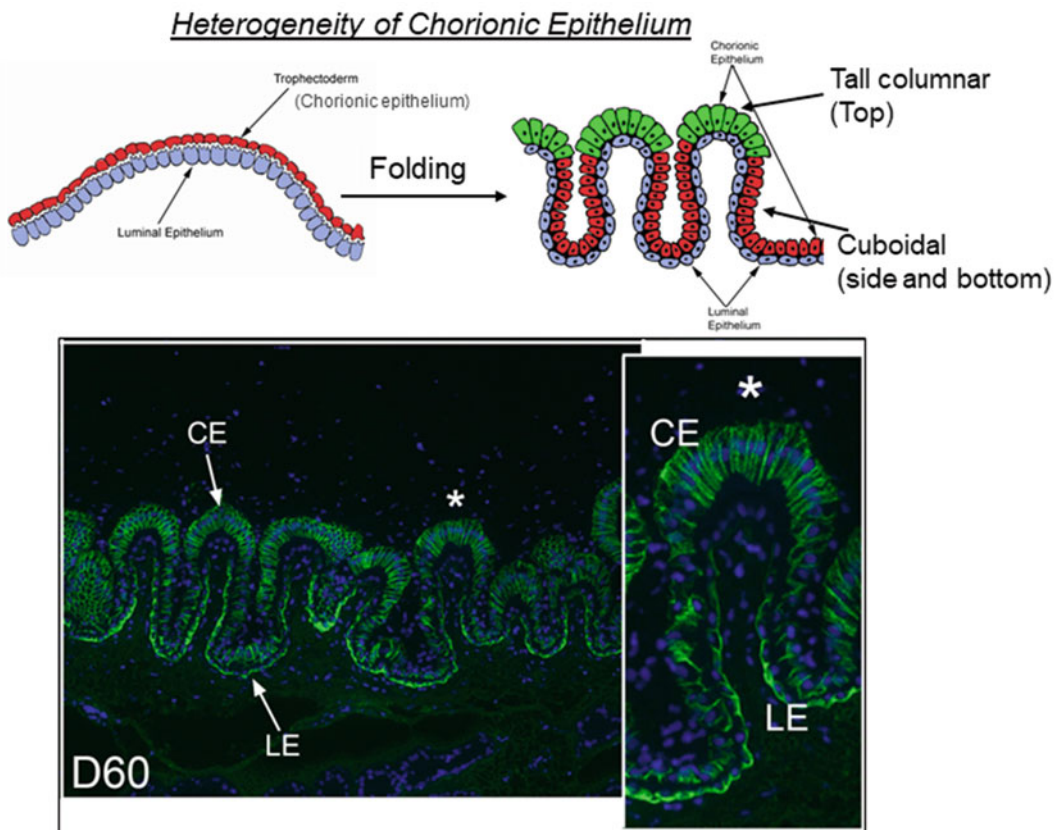 Heterogeneity of Chorionic Epithelium
Trophectoderm
(Chorionic epithelium)
Luminal Epithelium
Folding
Chorionic
Epithelium
Tall columnar
(Top)
Cuboidal
(side and bottom)
Luminal
Epithelium
CE
*
LE
D60
*
CE
LE